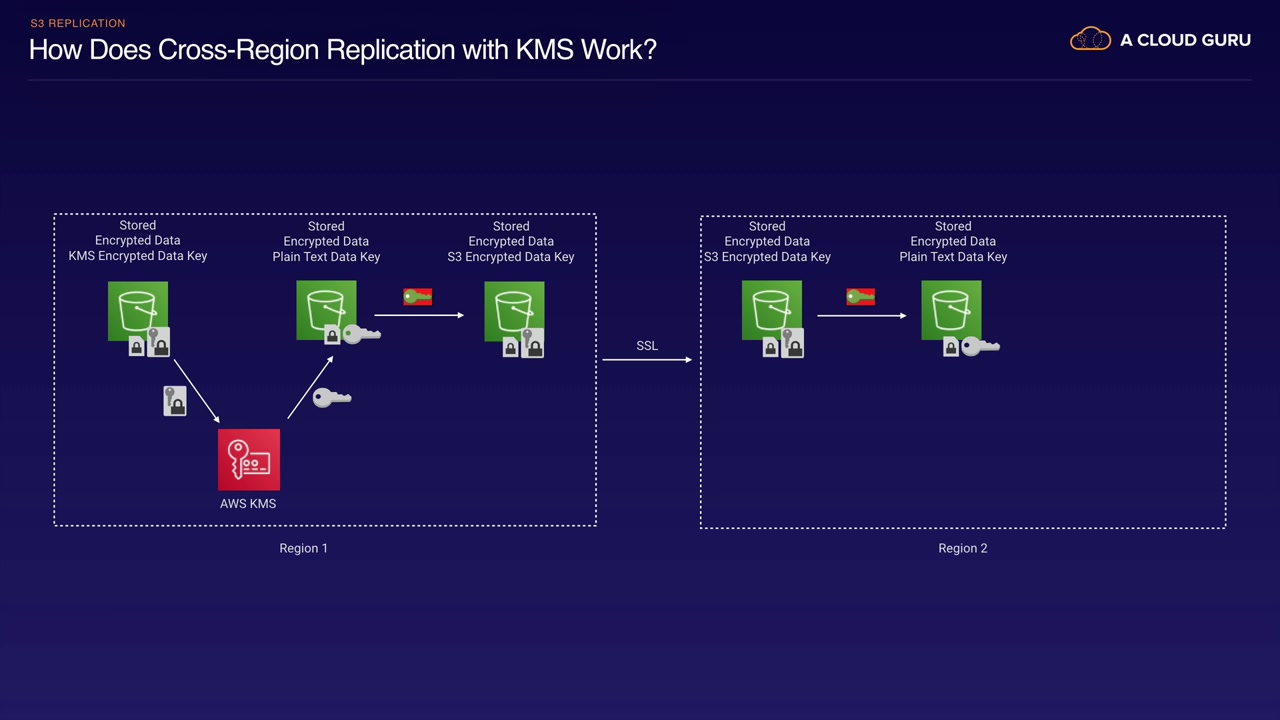 S3 REPLICATION
How Does Cross-Region Replication with KMS Work?
A CLOUD GURU
Stored
Encrypted Data
KMS Encrypted Data Key
Stored
Encrypted Data
Plain Text Data Key
Stored
Encrypted Data
S3 Encrypted Data Key
AWS KMS
Region 1
SSL
Stored
Encrypted Data
S3 Encrypted Data Key
Stored
Encrypted Data
Plain Text Data Key
Region 2